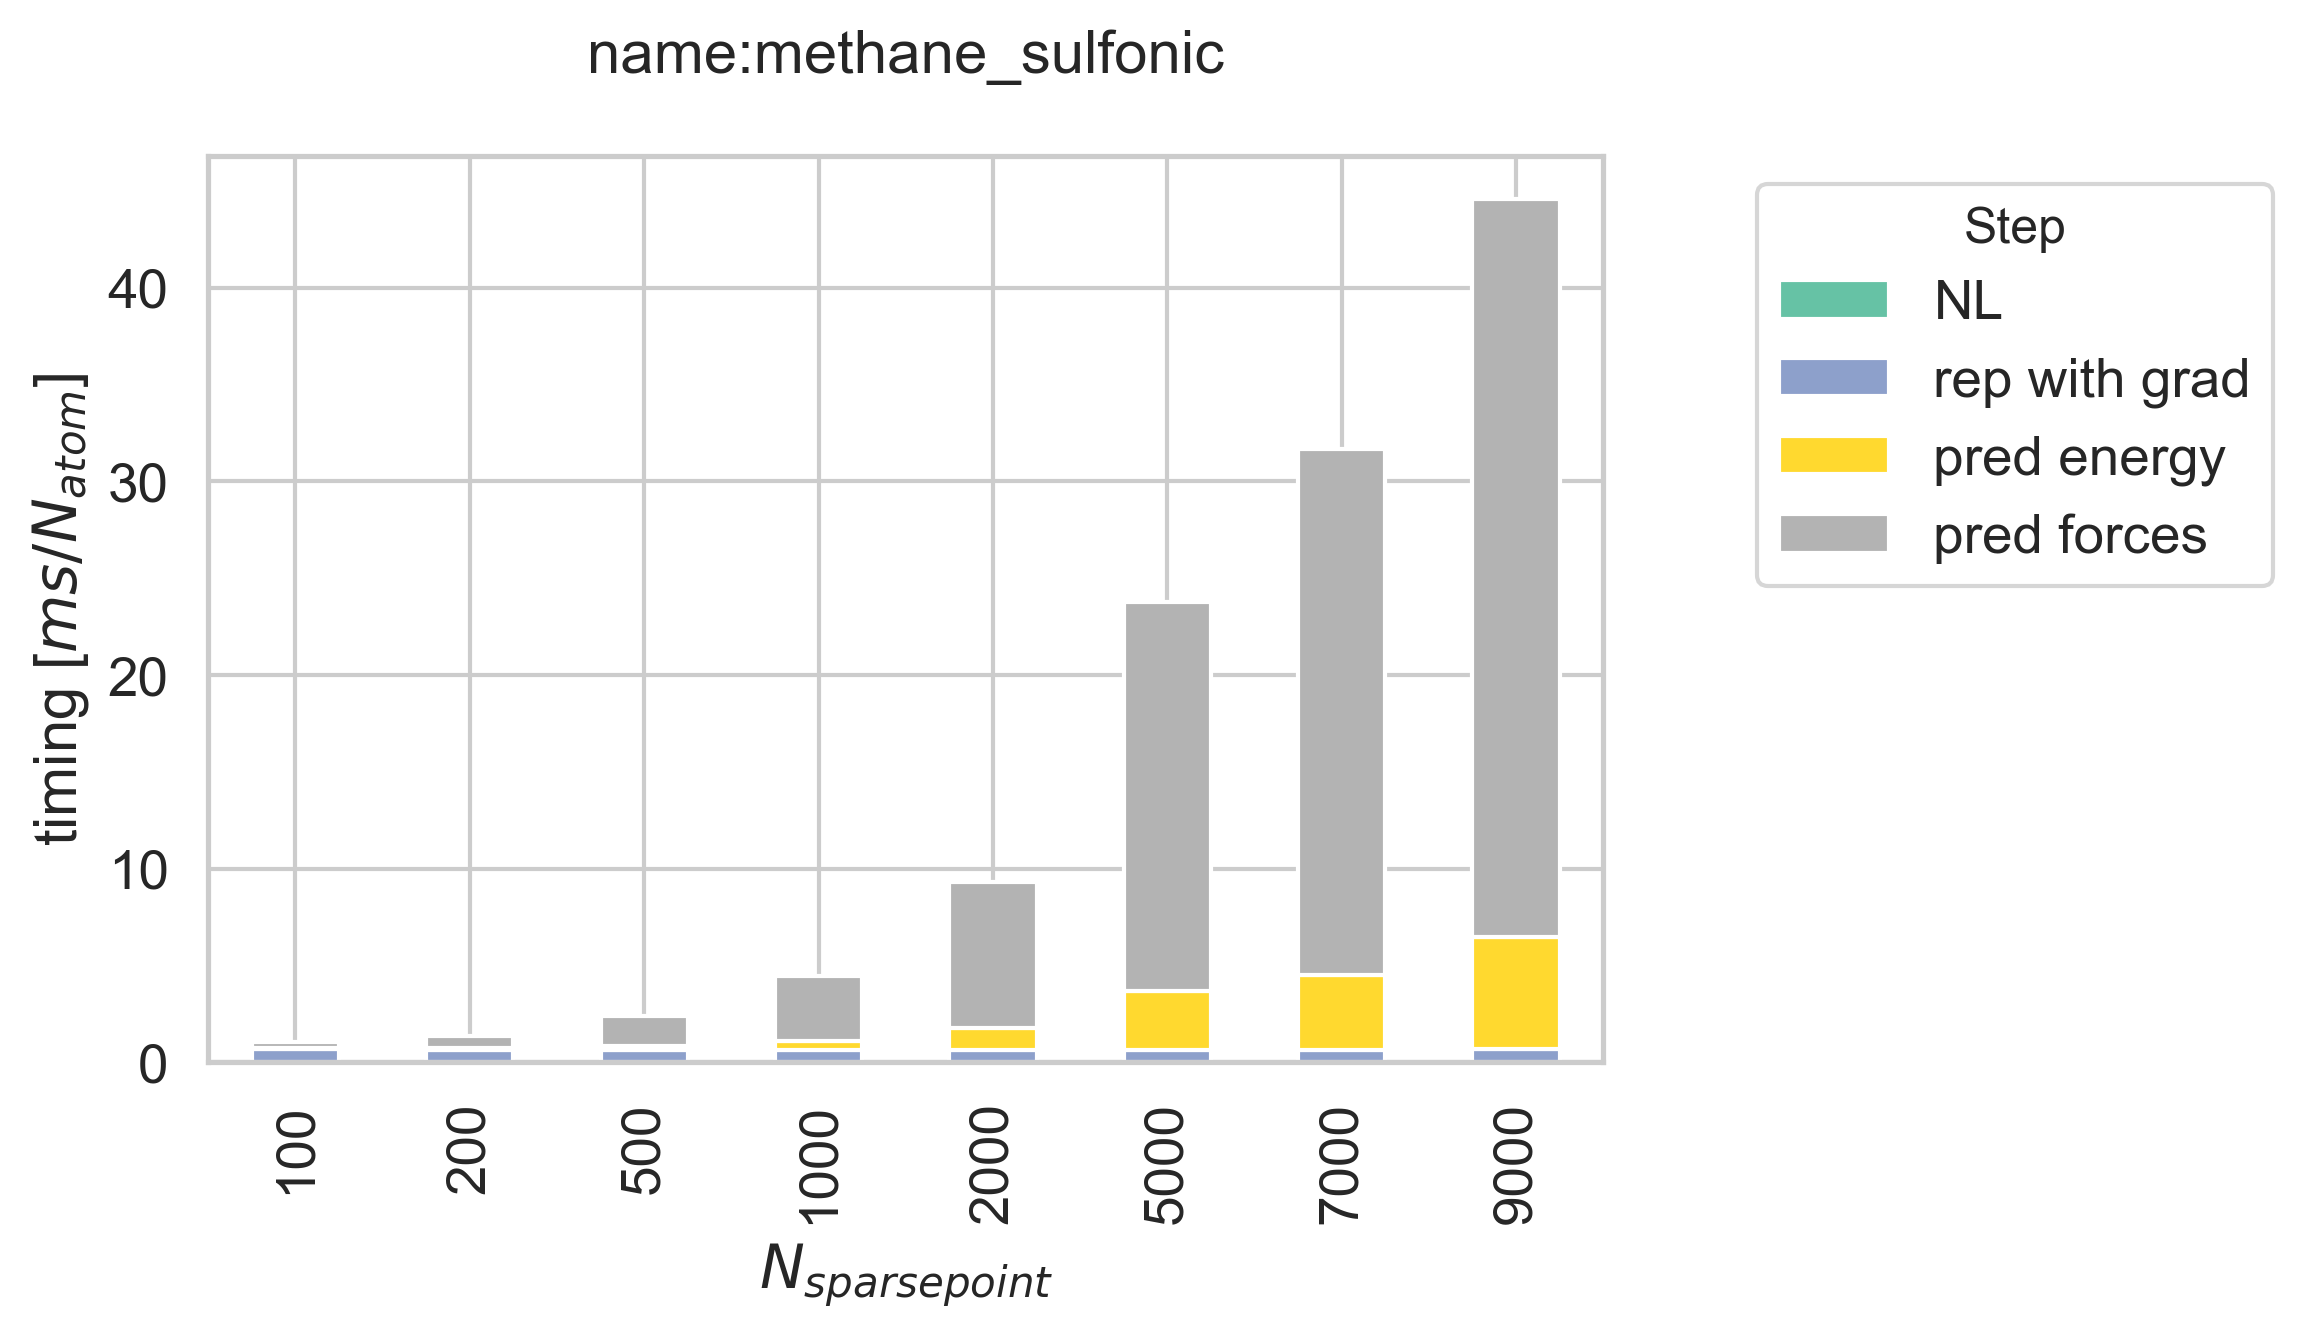 name:methane_sulfonic
timing [ms/N_atom]
40
30
20
10
0
100
200
500
1000
2000
5000
7000
9000
N_sparsepoint
Step
NL
rep with grad
pred energy
pred forces